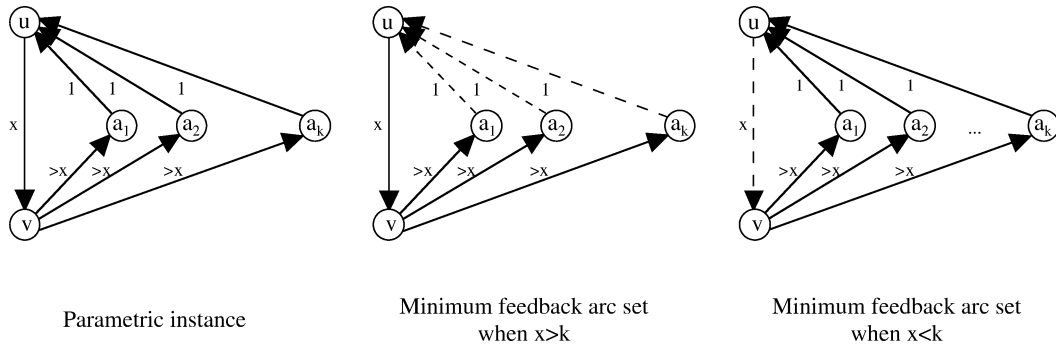 u
1
1
1
x
a1
a2
ak
>x
>x
>x
v
Parametric instance
u
1
1
1
x
a1
a2
ak
>x
>x
>x
v
Minimum feedback arc set
when x>k
u
1
1
1
x
a1
a2
...
ak
>x
>x
>x
v
Minimum feedback arc set
when x<k